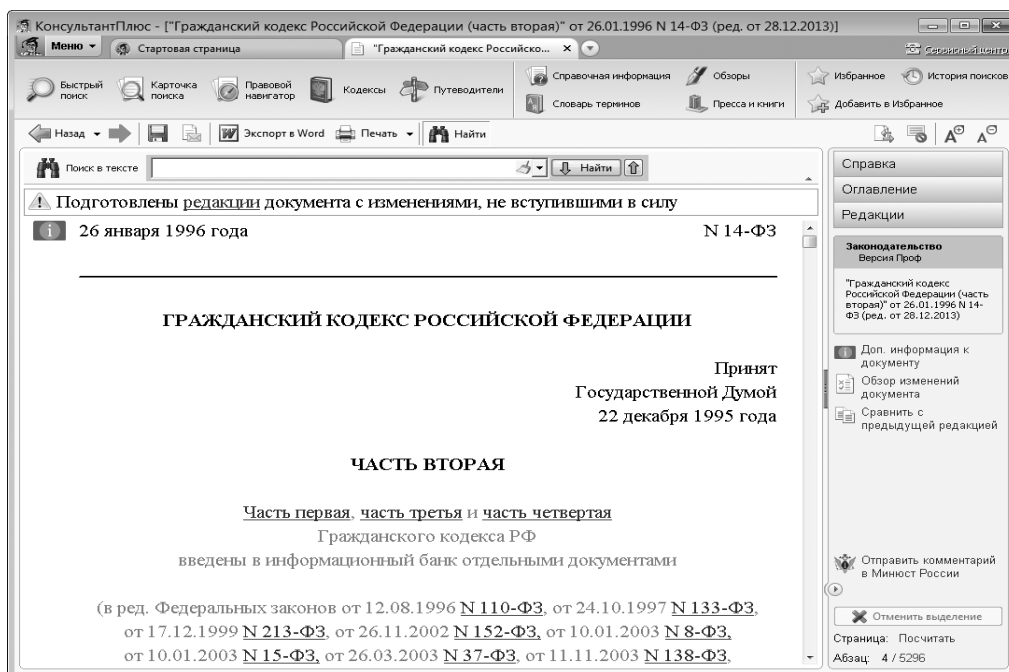 КонсультантПлюс - ["Гражданский кодекс Российской Федерации (часть вторая)" от 26.01.1996 N 14-ФЗ (ред. от 28.12.2013)]
Меню Стартовая страница "Гражданский кодекс Россійско... Сервисный центр
Быстрый поиск
Карточка поиска
Правовой навигатор
Кодексы
Путеводители
Справочная информация
Словарь терминов
Обзоры
Пресса и книги
Избранное
История поисков
Добавить в Избранное
Назад Экспорт в Word Печать Найти
Поиск в тексте Найти
Подготовлены редакции документа с изменениями, не вступившими в силу
26 января 1996 года N 14-ФЗ
ГРАЖДАНСКИЙ КОДЕКС РОССИЙСКОЙ ФЕДЕРАЦИИ
Принят
Государственной Думой
22 декабря 1995 года
ЧАСТЬ ВТОРАЯ
Часть первая, часть третья и часть четвертая
Гражданского кодекса РФ
введены в информационный банк отдельными документами
(в ред. Федеральных законов от 12.08.1996 N 110-ФЗ, от 24.10.1997 N 133-ФЗ,
от 17.12.1999 N 213-ФЗ, от 26.11.2002 N 152-ФЗ, от 10.01.2003 N 8-ФЗ,
от 10.01.2003 N 15-ФЗ, от 26.03.2003 N 37-ФЗ, от 11.11.2003 N 138-ФЗ,
Справка
Оглавление
Редакции
Законодательство
Версия Проф
"Гражданский кодекс
Российской Федерации (часть
вторая)" от 26.01.1996 N 14-
ФЗ (ред. от 28.12.2013)
Доп. информация к
документу
Обзор изменений
документа
Сравнить с
предыдущей редакцией
Отправить комментарий
в Минюст России
Отменить выделение
Страница: Посчитать
Абзац: 4 / 5296